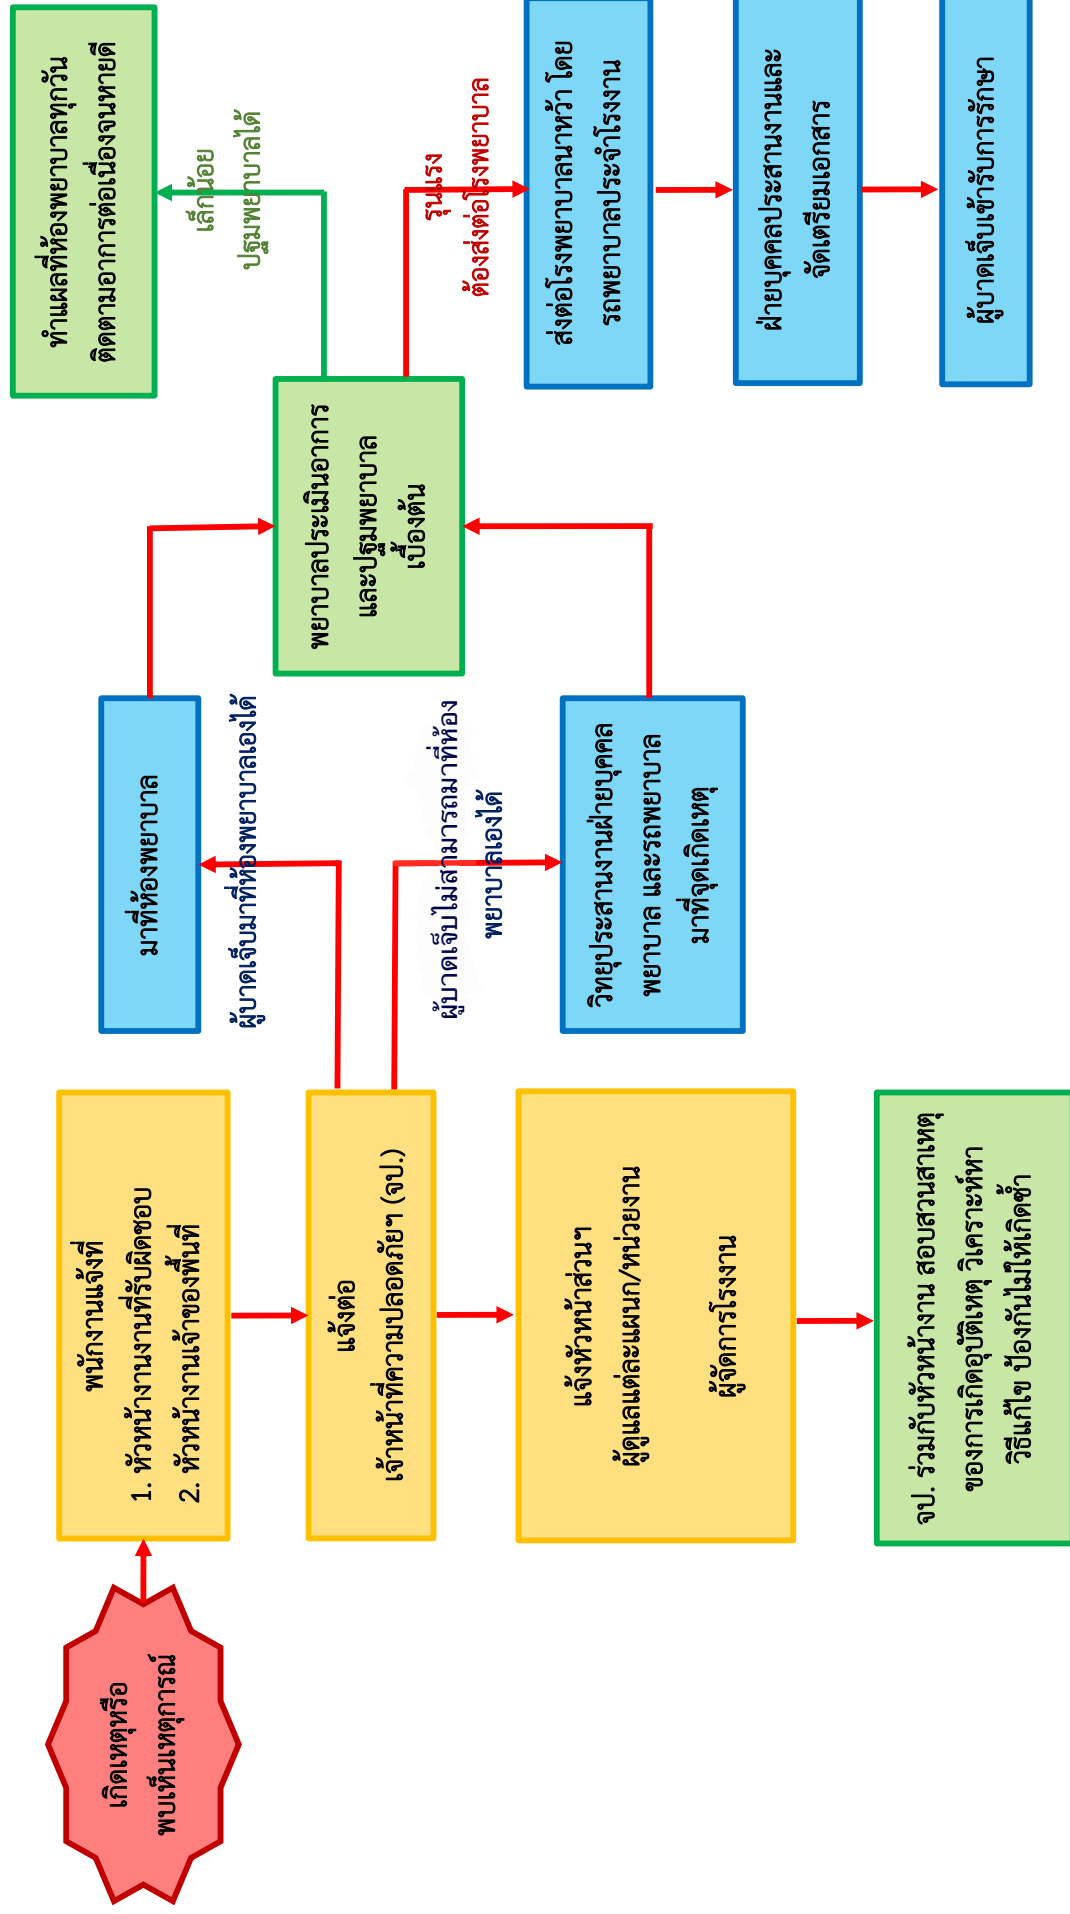 เกิดเหตุหรือ
พบเห็นเหตุการณ์
พนักงานแจ้งที่
1. หัวหน้างานงานที่รับผิดชอบ
2. หัวหน้างานเจ้าของพื้นที่
แจ้งต่อ
เจ้าหน้าที่ความปลอดภัยฯ (จป.)
แจ้งหัวหน้าส่วนฯ
ผู้ดูแลแต่ละแผนก/หน่วยงาน
ผู้จัดการโรงงาน
จป. ร่วมกับหัวหน้างาน สอบสวนสาเหตุ
ของการเกิดอุบัติเหตุ วิเคราะห์หา
วิธีแก้ไข ป้องกันไม่ให้เกิดซ้ำ
มาที่ห้องพยาบาล
ผู้บาดเจ็บมาที่ห้องพยาบาลเองได้
ผู้บาดเจ็บไม่สามารถมาที่ห้อง
พยาบาลเองได้
วิทยุประสานงานฝ่ายบุคคล
พยาบาล และรถพยาบาล
มาที่จุดเกิดเหตุ
พยาบาลประเมินอาการ
และปฐมพยาบาล
เบื้องต้น
เล็กน้อย
ปฐมพยาบาลได้
ทำแผลที่ห้องพยาบาลทุกวัน
ติดตามอาการต่อเนื่องจนหายดี
รุนแรง
ต้องส่งต่อโรงพยาบาล
ส่งต่อโรงพยาบาลนาหว้า โดย
รถพยาบาลประจำโรงงาน
ฝ่ายบุคคลประสานงานและ
จัดเตรียมเอกสาร
ผู้บาดเจ็บเข้ารับการรักษา